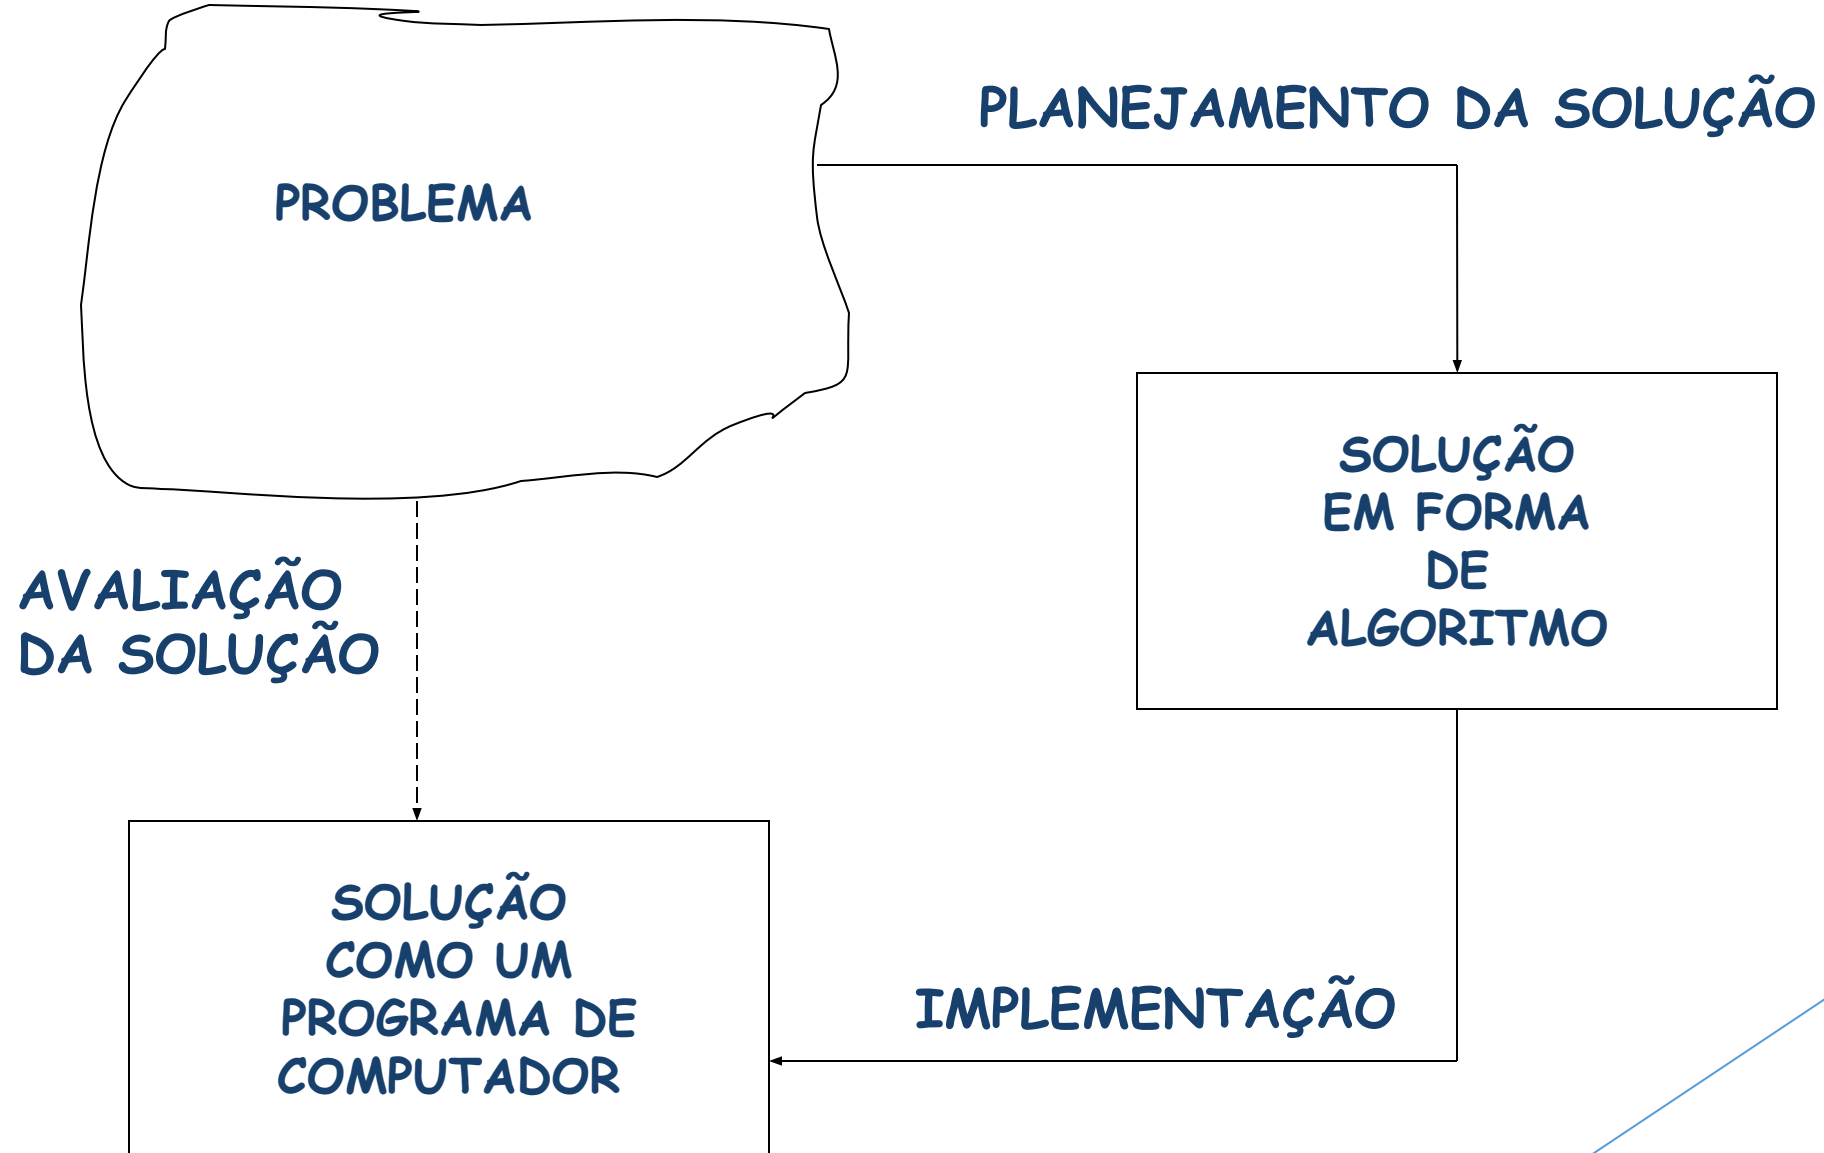 PLANEJAMENTO DA SOLUÇÃO
PROBLEMA
SOLUÇÃO
EM FORMA
DE
ALGORITMO
AVALIAÇÃO
DA SOLUÇÃO
SOLUÇÃO
COMO UM
PROGRAMA DE
COMPUTADOR
IMPLEMENTAÇÃO